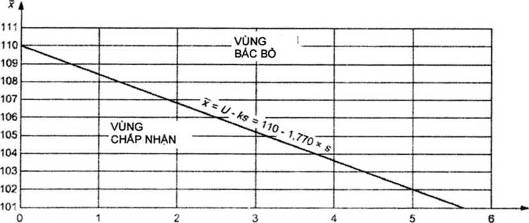 x̄
111
110
109
108
107
106
105
104
103
102
101
VÙNG
BÁC BỎ
x̄ = U - ks = 110 - 1,770 × s
VÙNG
CHẤP NHẬN
0 1 2 3 4 5 6